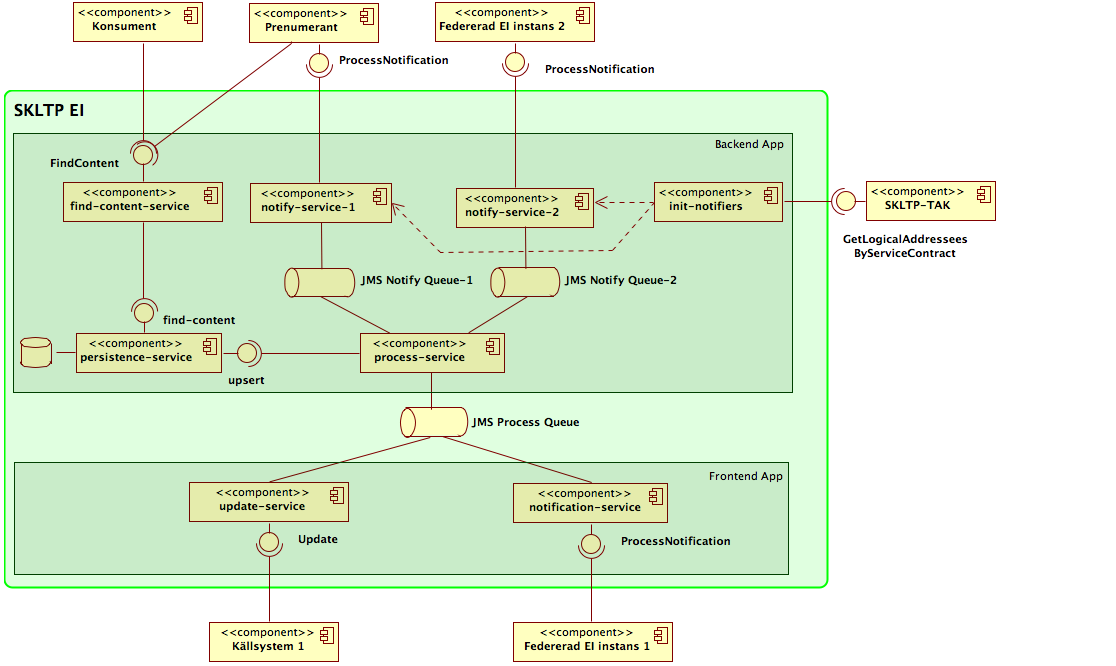 <<component>>
Konsument
<<component>>
Prenumerant
<<component>>
Federerad EI instans 2
ProcessNotification
ProcessNotification
SKLTP EI
Backend App
FindContent
<<component>>
find-content-service
<<component>>
notify-service-1
<<component>>
notify-service-2
<<component>>
init-notifiers
<<component>>
SKLTP-TAK
GetLogicalAddressees
ByServiceContract
JMS Notify Queue-1
JMS Notify Queue-2
find-content
<<component>>
persistence-service
upsert
<<component>>
process-service
JMS Process Queue
Frontend App
<<component>>
update-service
<<component>>
notification-service
Update
ProcessNotification
<<component>>
Källsystem 1
<<component>>
Federerad EI instans 1